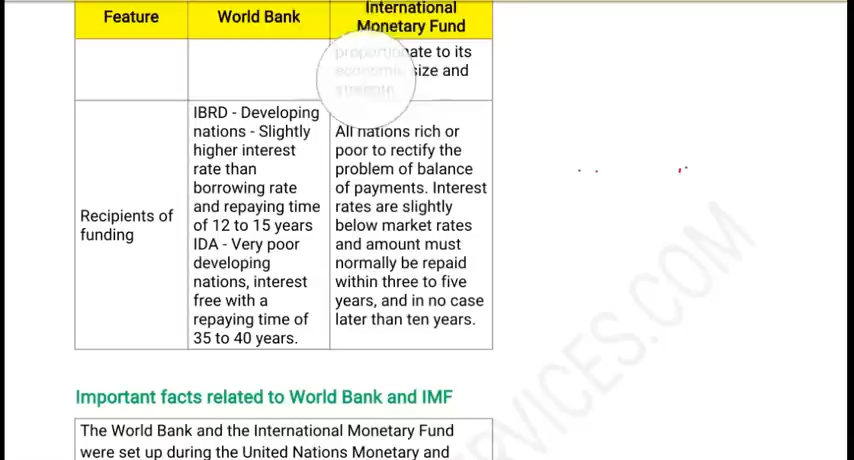 Feature
World Bank
International
Monetary Fund
proportionate to its
economic size and
strength.
Recipients of
funding
IBRD - Developing
nations - Slightly
higher interest
rate than
borrowing rate
and repaying time
of 12 to 15 years
IDA - Very poor
developing
nations, interest
free with a
repaying time of
35 to 40 years.
All nations rich or
poor to rectify the
problem of balance
of payments. Interest
rates are slightly
below market rates
and amount must
normally be repaid
within three to five
years, and in no case
later than ten years.
Important facts related to World Bank and IMF
The World Bank and the International Monetary Fund
were set up during the United Nations Monetary and
RVICES.COM